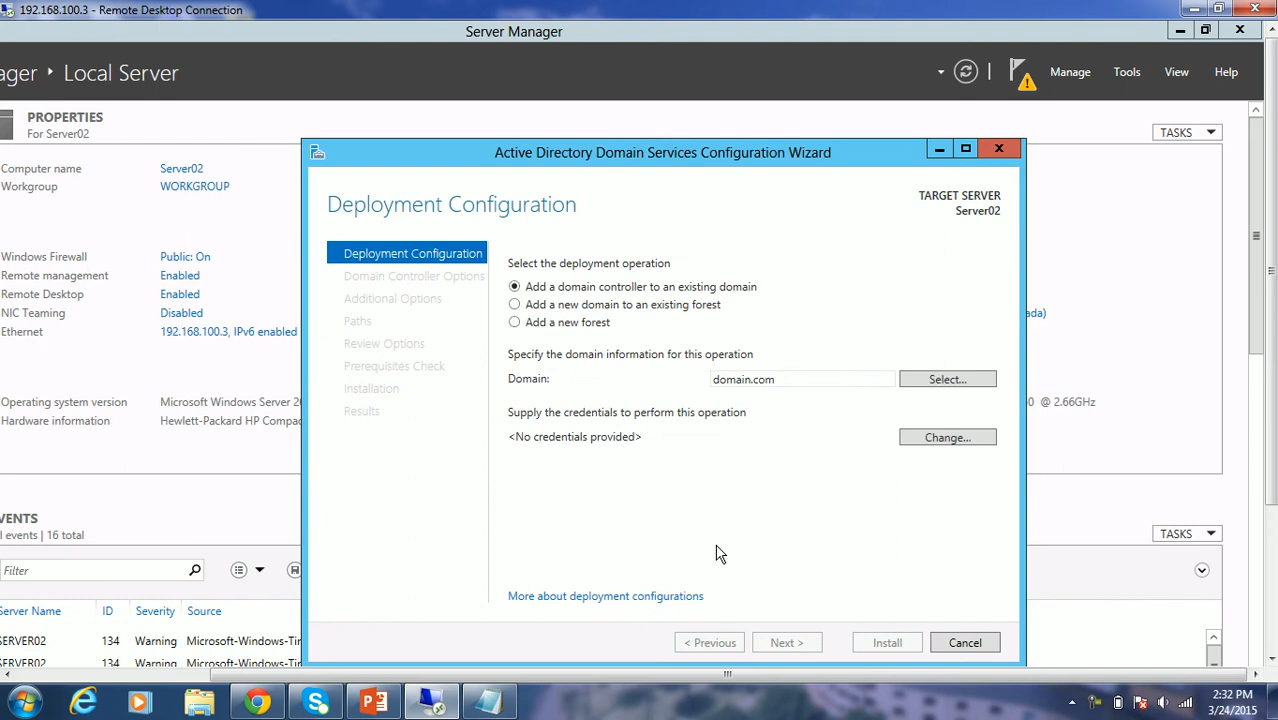 192.168.100.3 - Remote Desktop Connection
Server Manager
ager ‣ Local Server
Manage Tools View Help
PROPERTIES
For Server02
TASKS
Computer name Server02
Workgroup WORKGROUP
Windows Firewall Public: On
Remote management Enabled
Remote Desktop Enabled
NIC Teaming Disabled
Ethernet 192.168.100.3, IPv6 enabled
ada)
Operating system version Microsoft Windows Server 2
Hardware information Hewlett-Packard HP Compa
0 @ 2.66GHz
Active Directory Domain Services Configuration Wizard
Deployment Configuration
TARGET SERVER
Server02
Deployment Configuration
Domain Controller Options
Additional Options
Paths
Review Options
Prerequisites Check
Installation
Results
Select the deployment operation
Add a domain controller to an existing domain
Add a new domain to an existing forest
Add a new forest
Specify the domain information for this operation
Domain: domain.com Select...
Supply the credentials to perform this operation
<No credentials provided> Change...
More about deployment configurations
< Previous Next > Install Cancel
VENTS
l events | 16 total
TASKS
Filter
Server Name ID Severity Source
SERVER02 134 Warning Microsoft-Windows-Tir
SERVER02 134 Warning Microsoft-Windows-Tir
2:32 PM
3/24/2015